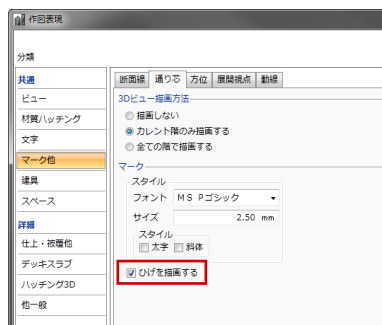 作図表現
分類
共通
ビュー
材質ハッチング
文字
マーク他
建具
スペース
詳細
仕上・被覆他
デッキスラブ
ハッチング3D
他一般
断面線 通り芯 方位 展開視点 動線
3Dビュー描画方法
描画しない
カレント階のみ描画する
全ての階で描画する
マーク
スタイル
フォント MS Pゴシック
サイズ 2.50 mm
スタイル
太字 斜体
ひげを描画する